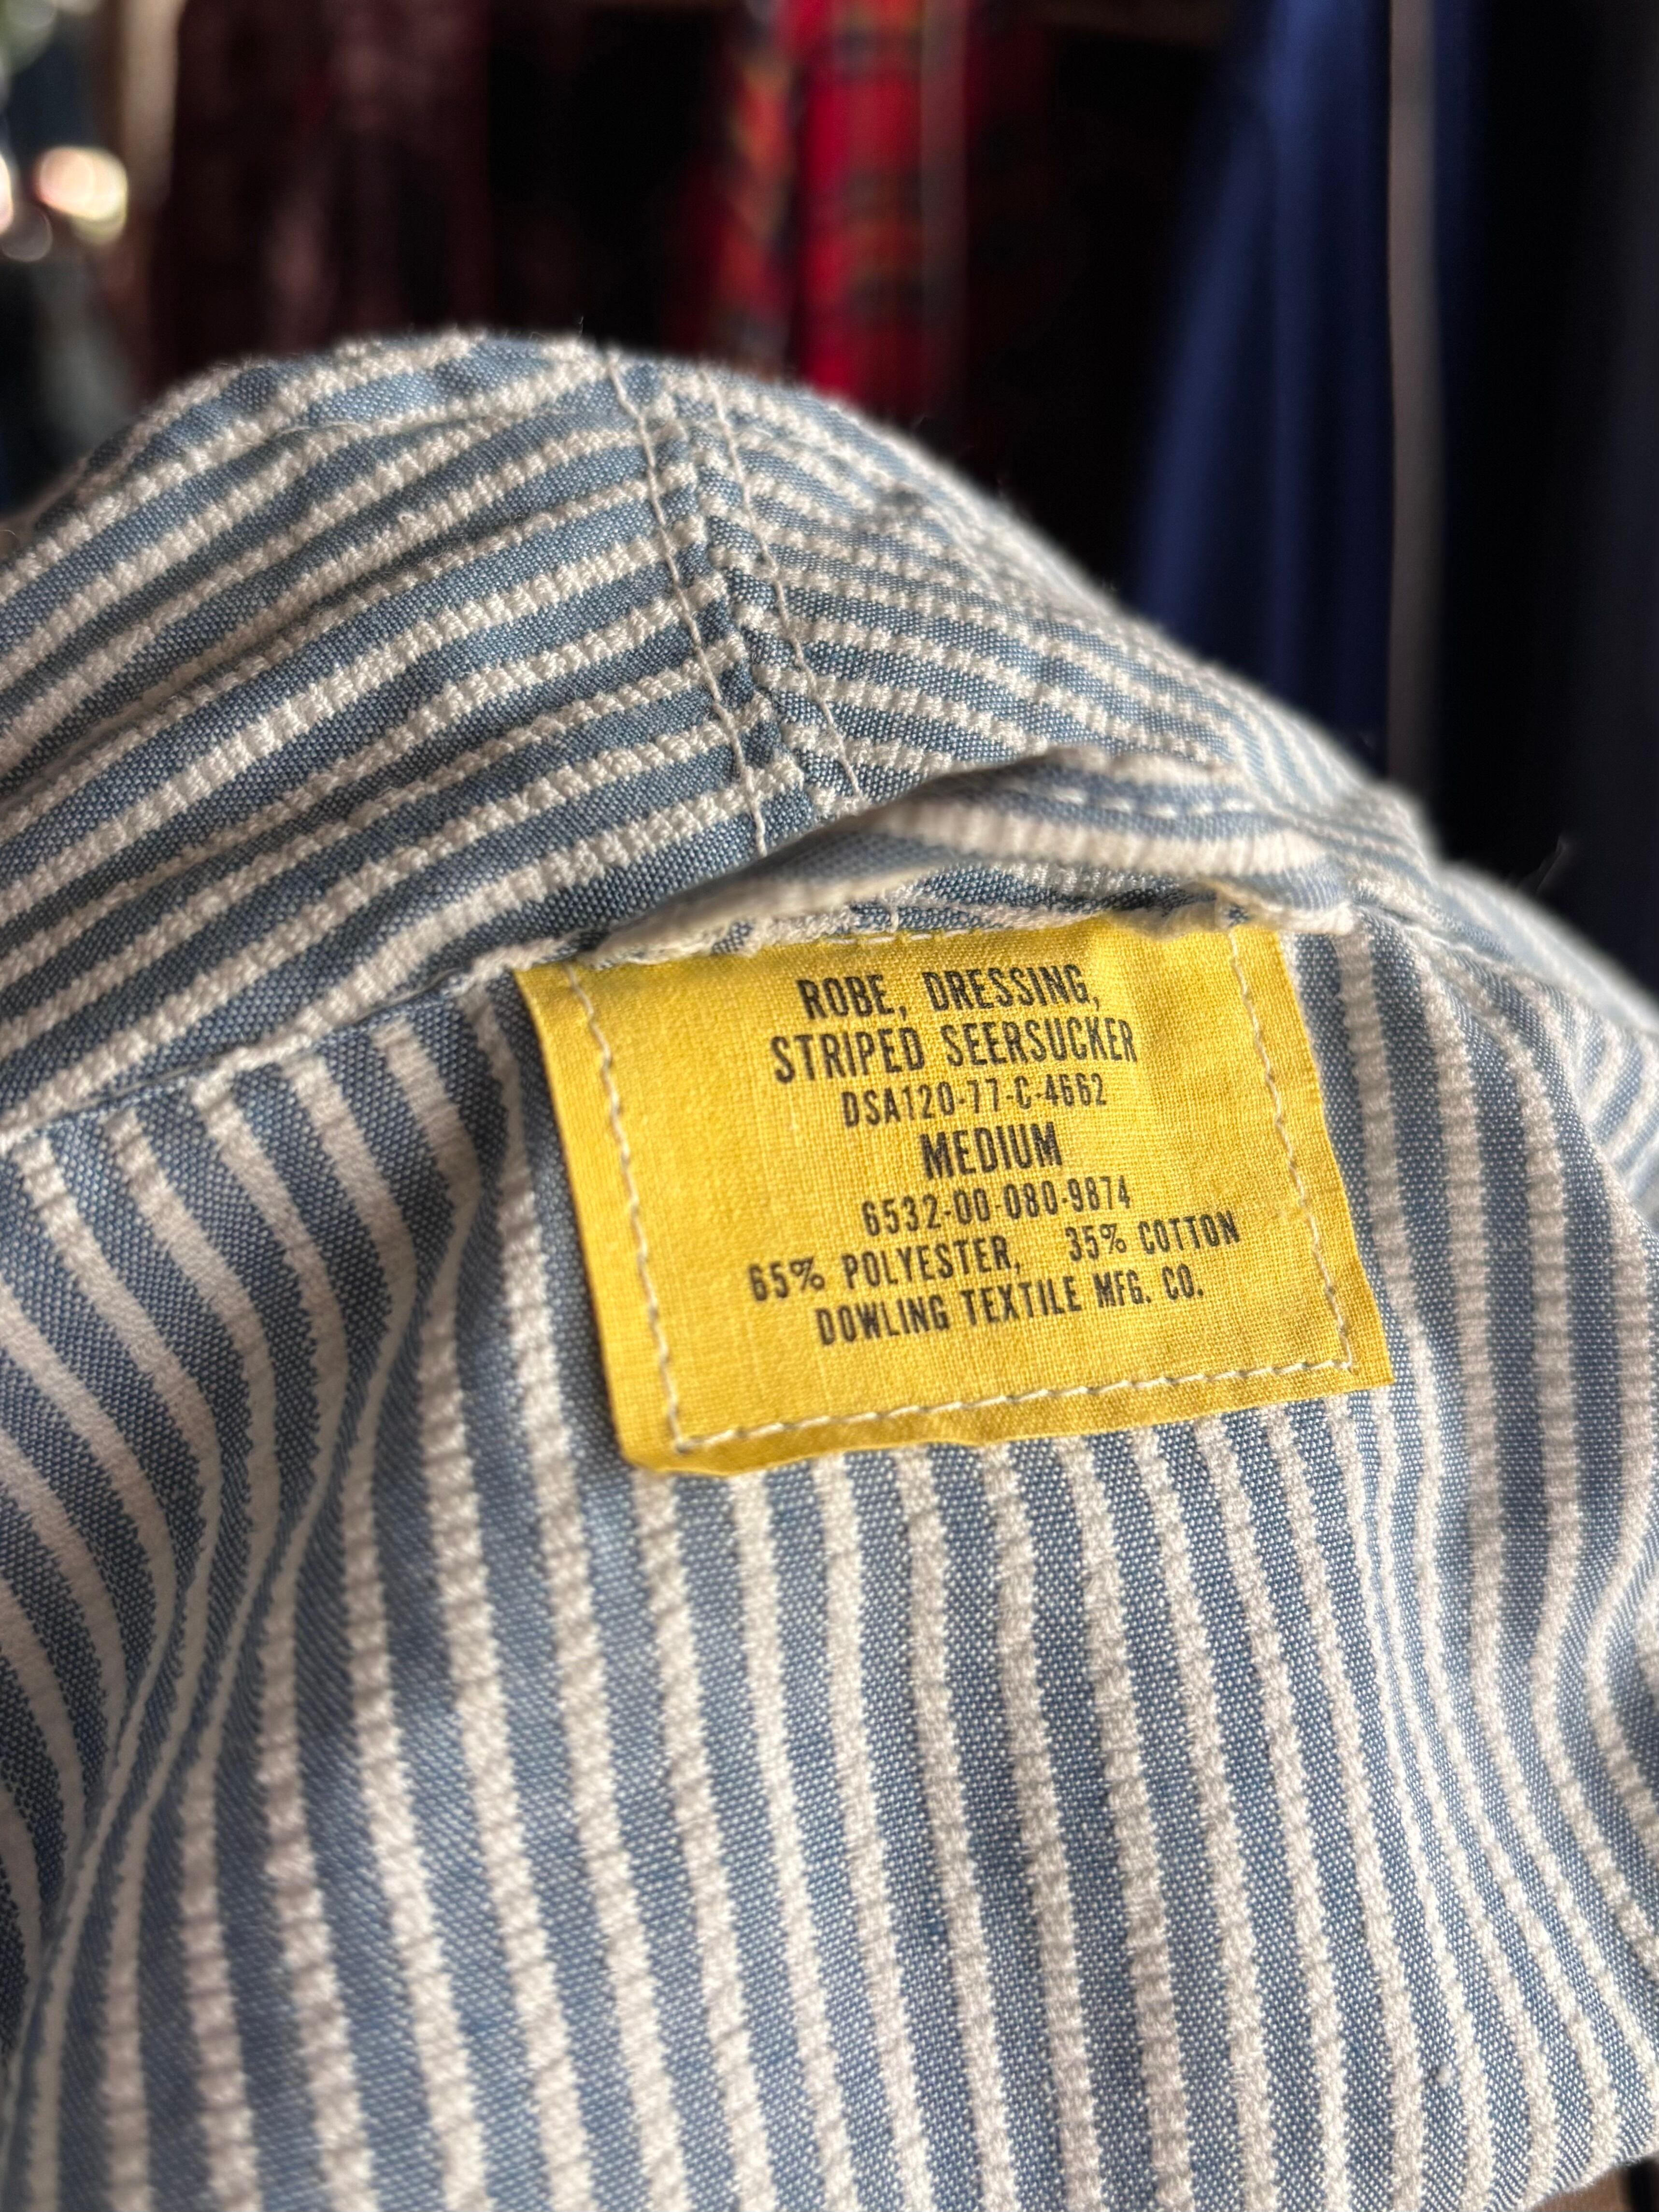 ROBE, DRESSING,
STRIPED SEERSUCKER
DSA120-77-C-4662
MEDIUM
6532-00-080-9874
65% POLYESTER, 35% COTTON
DOWLING TEXTILE MFG. CO.